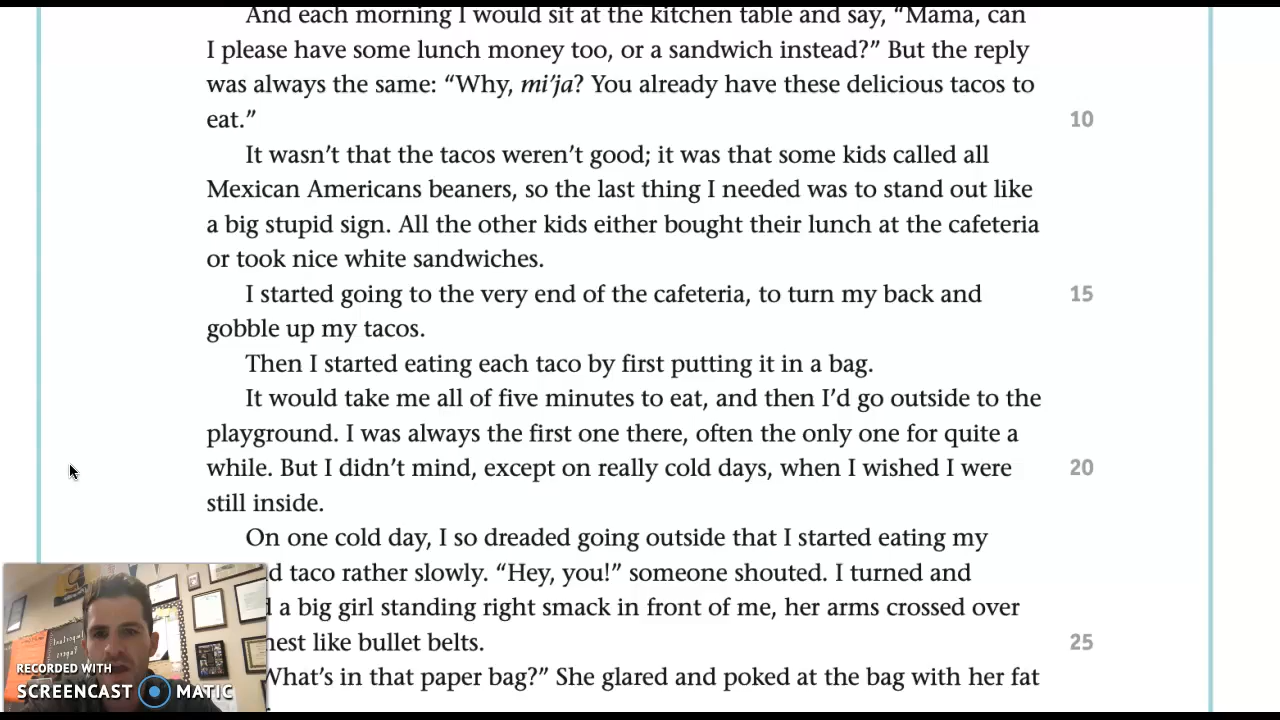 And each morning I would sit at the kitchen table and say, “Mama, can
I please have some lunch money too, or a sandwich instead?” But the reply
was always the same: “Why, mi’ja? You already have these delicious tacos to
eat.” 10
It wasn’t that the tacos weren’t good; it was that some kids called all
Mexican Americans beaners, so the last thing I needed was to stand out like
a big stupid sign. All the other kids either bought their lunch at the cafeteria
or took nice white sandwiches.
I started going to the very end of the cafeteria, to turn my back and 15
gobble up my tacos.
Then I started eating each taco by first putting it in a bag.
It would take me all of five minutes to eat, and then I’d go outside to the
playground. I was always the first one there, often the only one for quite a
while. But I didn’t mind, except on really cold days, when I wished I were 20
still inside.
On one cold day, I so dreaded going outside that I started eating my
d taco rather slowly. “Hey, you!” someone shouted. I turned and
a big girl standing right smack in front of me, her arms crossed over
hest like bullet belts. 25
What’s in that paper bag?” She glared and poked at the bag with her fat
RECORDED WITH
SCREENCAST MATIC